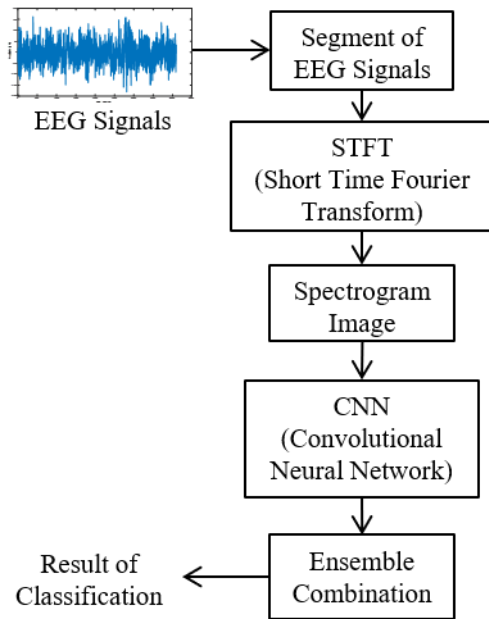 EEG Signals
Segment of
EEG Signals
STFT
(Short Time Fourier
Transform)
Spectrogram
Image
CNN
(Convolutional
Neural Network)
Ensemble
Combination
Result of
Classification